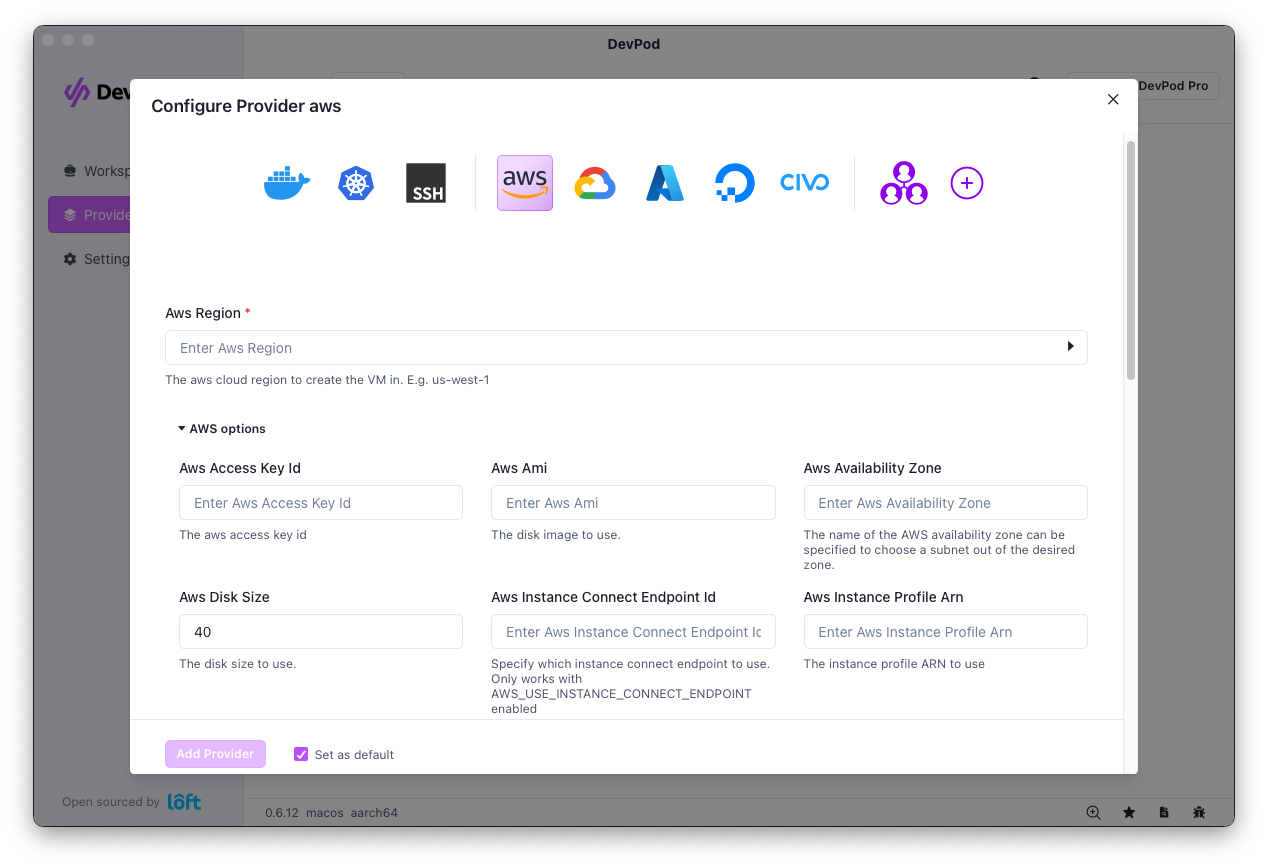 DevPod
Dev
DevPod Pro
Configure Provider aws
SSH
aws
CIVO
Settings
Aws Region *
Enter Aws Region
The aws cloud region to create the VM in. E.g. us-west-1
AWS options
Aws Access Key Id
Aws Ami
Aws Availability Zone
Enter Aws Access Key Id
Enter Aws Ami
Enter Aws Availability Zone
The aws access key id
The disk image to use.
The name of the AWS availability zone can be
specified to choose a subnet out of the desired
zone.
Aws Disk Size
Aws Instance Connect Endpoint Id
Aws Instance Profile Arn
40
Enter Aws Instance Connect Endpoint Id
Enter Aws Instance Profile Arn
The disk size to use.
Specify which instance connect endpoint to use.
Only works with
AWS_USE_INSTANCE_CONNECT_ENDPOINT
enabled
The instance profile ARN to use
Add Provider
Set as default
Open sourced by loft
0.6.12 macos aarch64